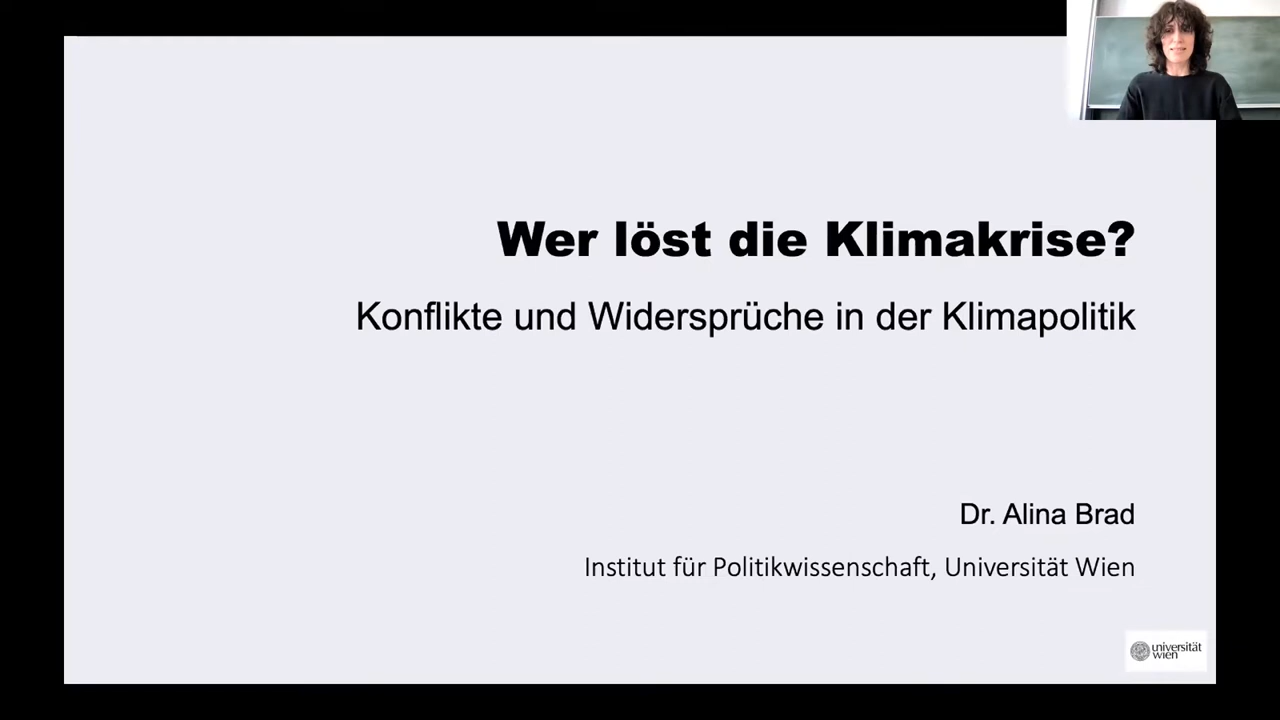 Wer löst die Klimakrise?
Konflikte und Widersprüche in der Klimapolitik
Dr. Alina Brad
Institut für Politikwissenschaft, Universität Wien
universität
wien